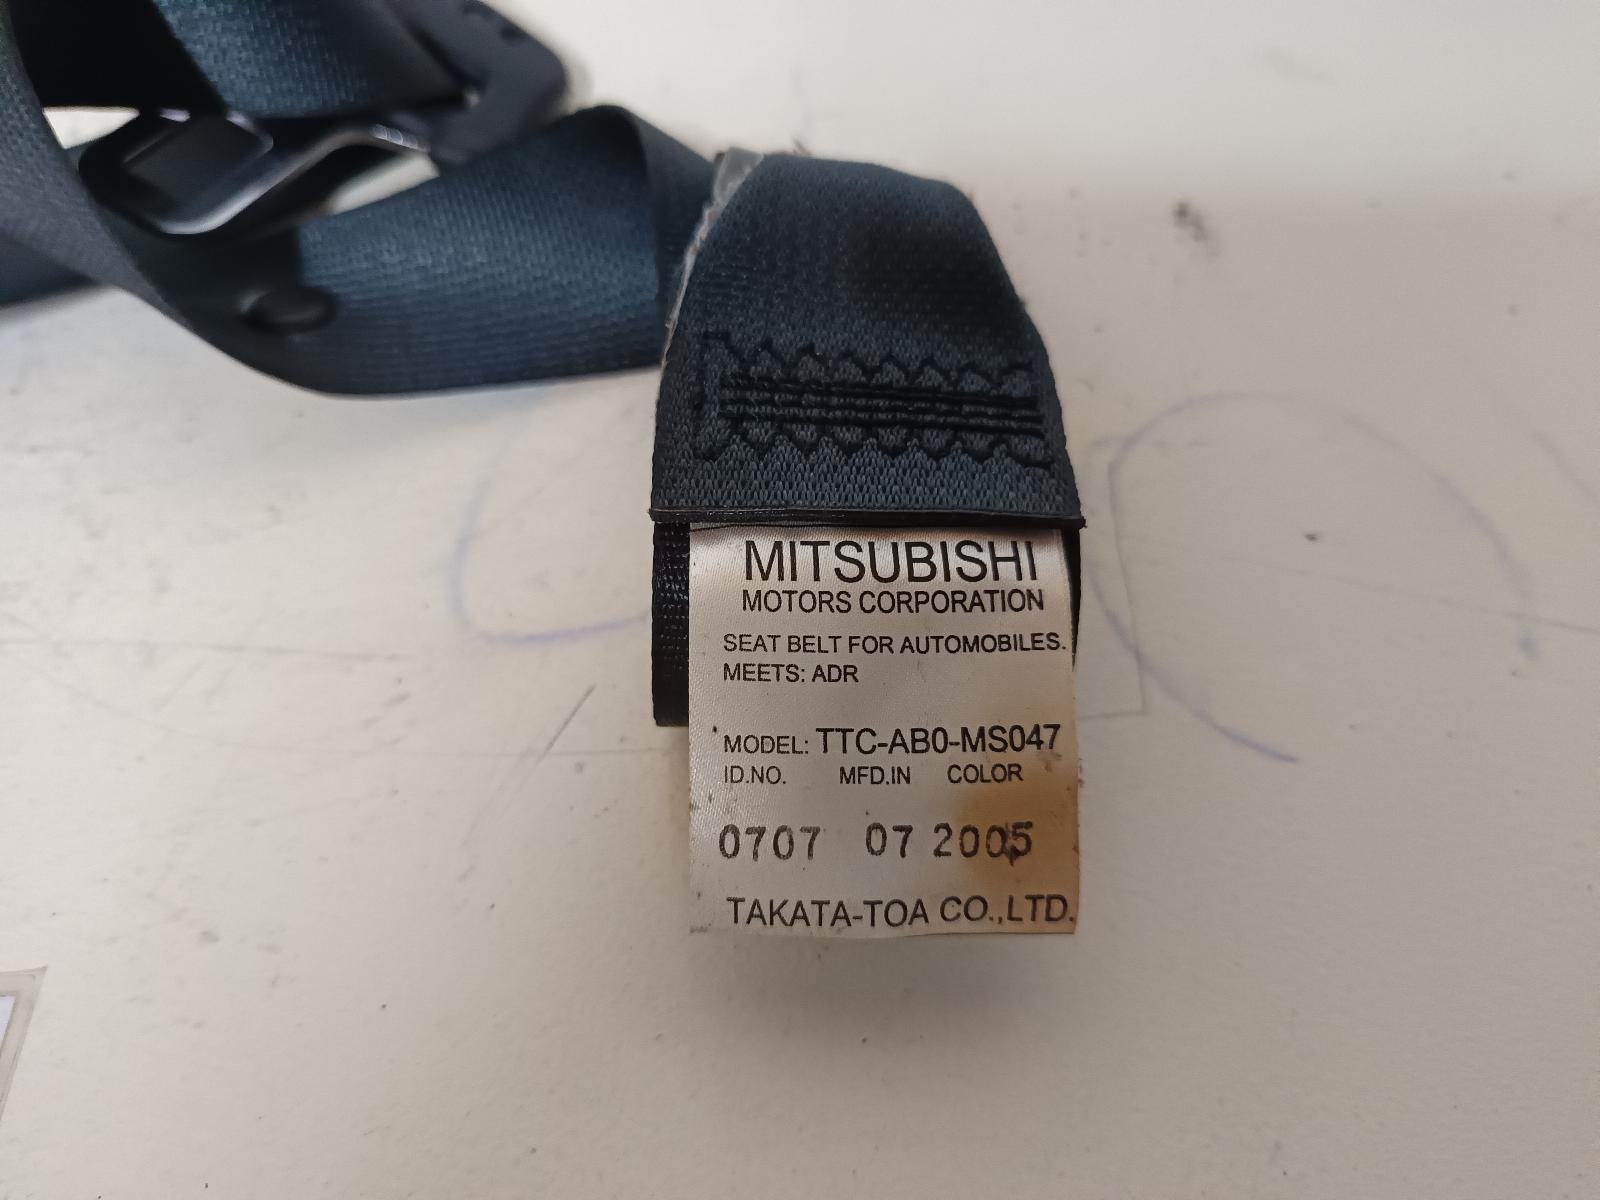 MITSUBISHI
MOTORS CORPORATION
SEAT BELT FOR AUTOMOBILES.
MEETS: ADR
MODEL: TTC-AB0-MS047
ID.NO. MFD.IN COLOR
0707 07 2005
TAKATA-TOA CO.,LTD.